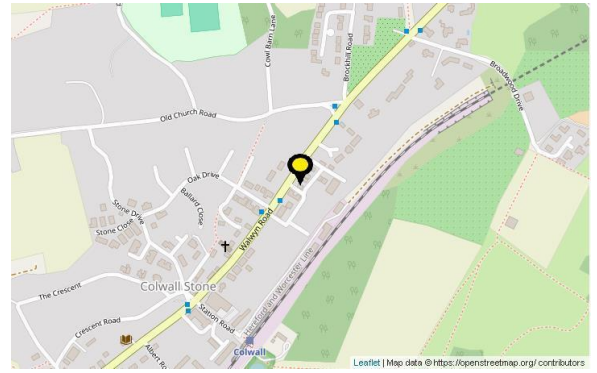 Cowl Barn Lane
Brockhill Road
Broadwood Drive
Old Church Road
Oak Drive
Ballard Close
Stone Drive
Stone Close
Walwyn Road
Hereford and Worcester Line
Colwall Stone
The Crescent
Station Road
Crescent Road
Albert Ro
Colwall
Leaflet | Map data © https://openstreetmap.org/ contributors